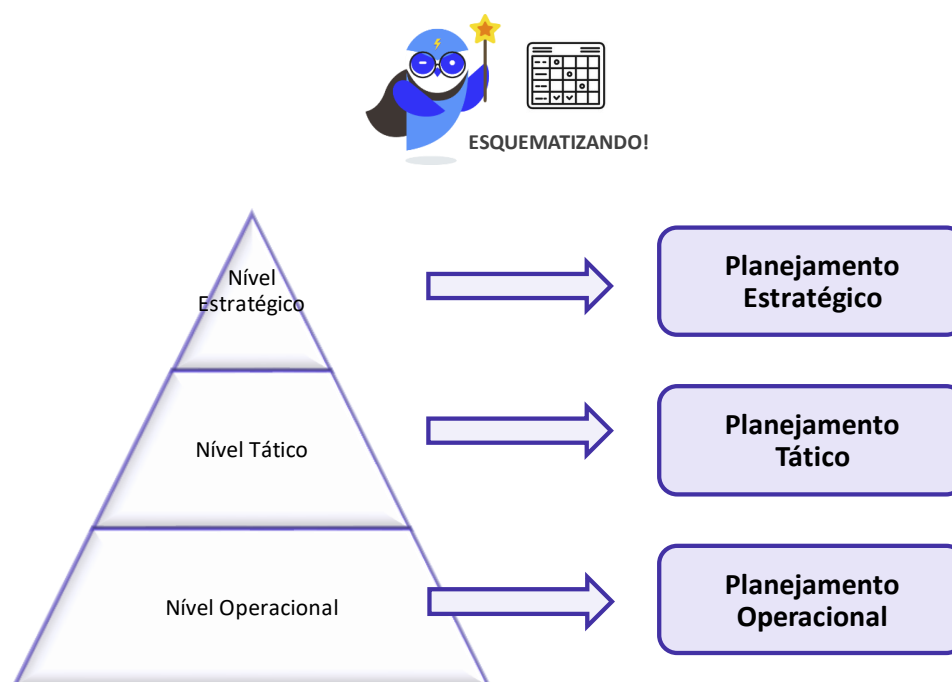 ESQUEMATIZANDO!
Nível
Estratégico
Planejamento
Estratégico
Nível Tático
Planejamento
Tático
Nível Operacional
Planejamento
Operacional